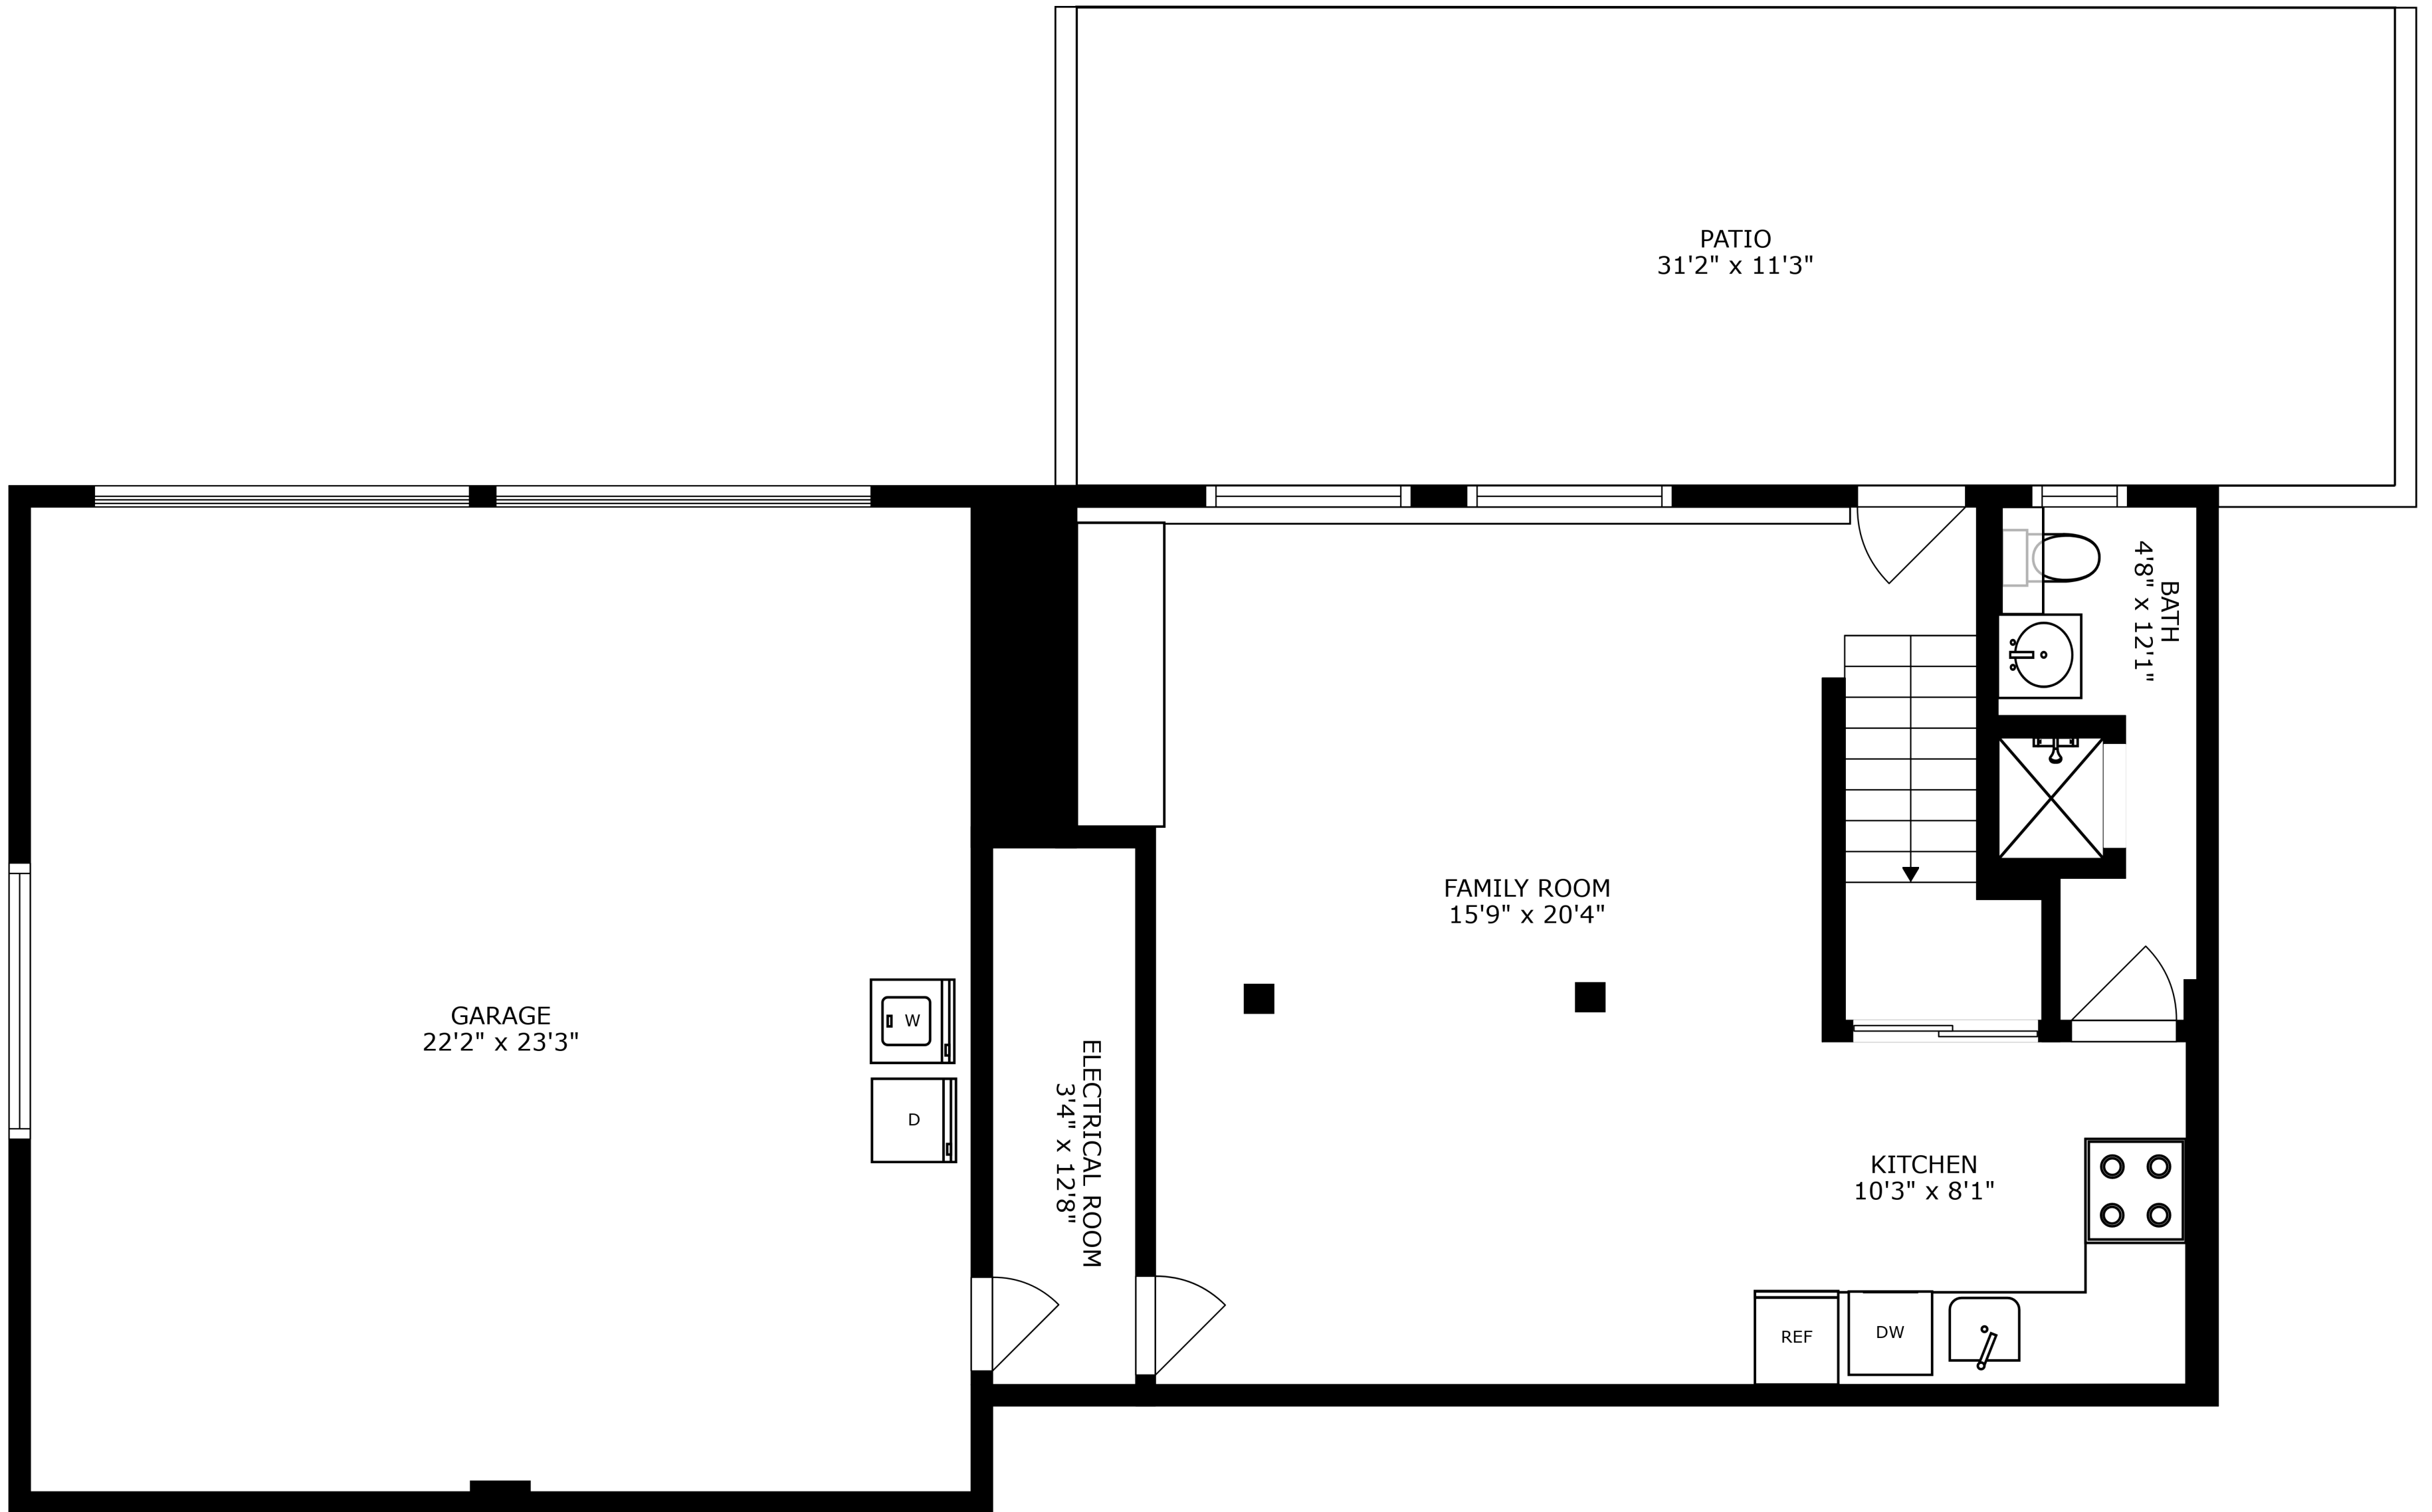 PATIO
31'2" x 11'3"
BATH
4'8" x 12'1"
FAMILY ROOM
15'9" x 20'4"
GARAGE
22'2" x 23'3"
W
D
ELECTRICAL ROOM
3'4" x 12'8"
KITCHEN
10'3" x 8'1"
REF
DW